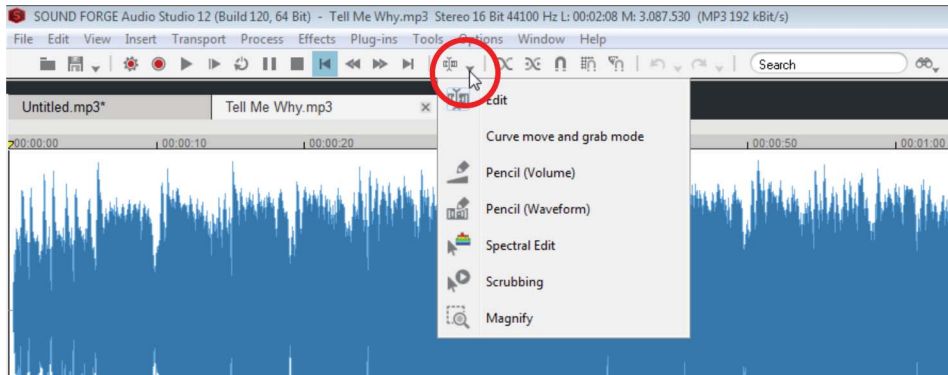 SOUND FORGE Audio Studio 12 (Build 120, 64 Bit) - Tell Me Why.mp3 Stereo 16 Bit 44100 Hz L: 00:02:08 M: 3.087.530 (MP3 192 kBit/s)
File Edit View Insert Transport Process Effects Plug-ins Tools Options Window Help
Search
Untitled.mp3* Tell Me Why.mp3
00:00:00 00:00:10 00:00:20 00:00:50 00:01:00
Edit
Curve move and grab mode
Pencil (Volume)
Pencil (Waveform)
Spectral Edit
Scrubbing
Magnify